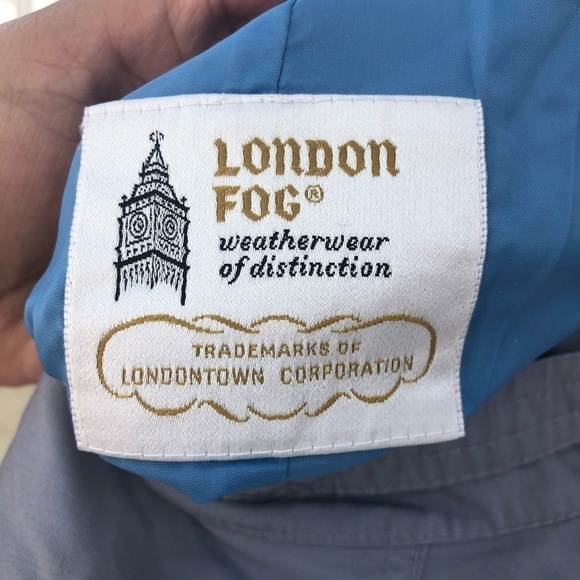 LONDON
FOG®
weatherwear
of distinction
TRADEMARKS OF
LONDONTOWN CORPORATION